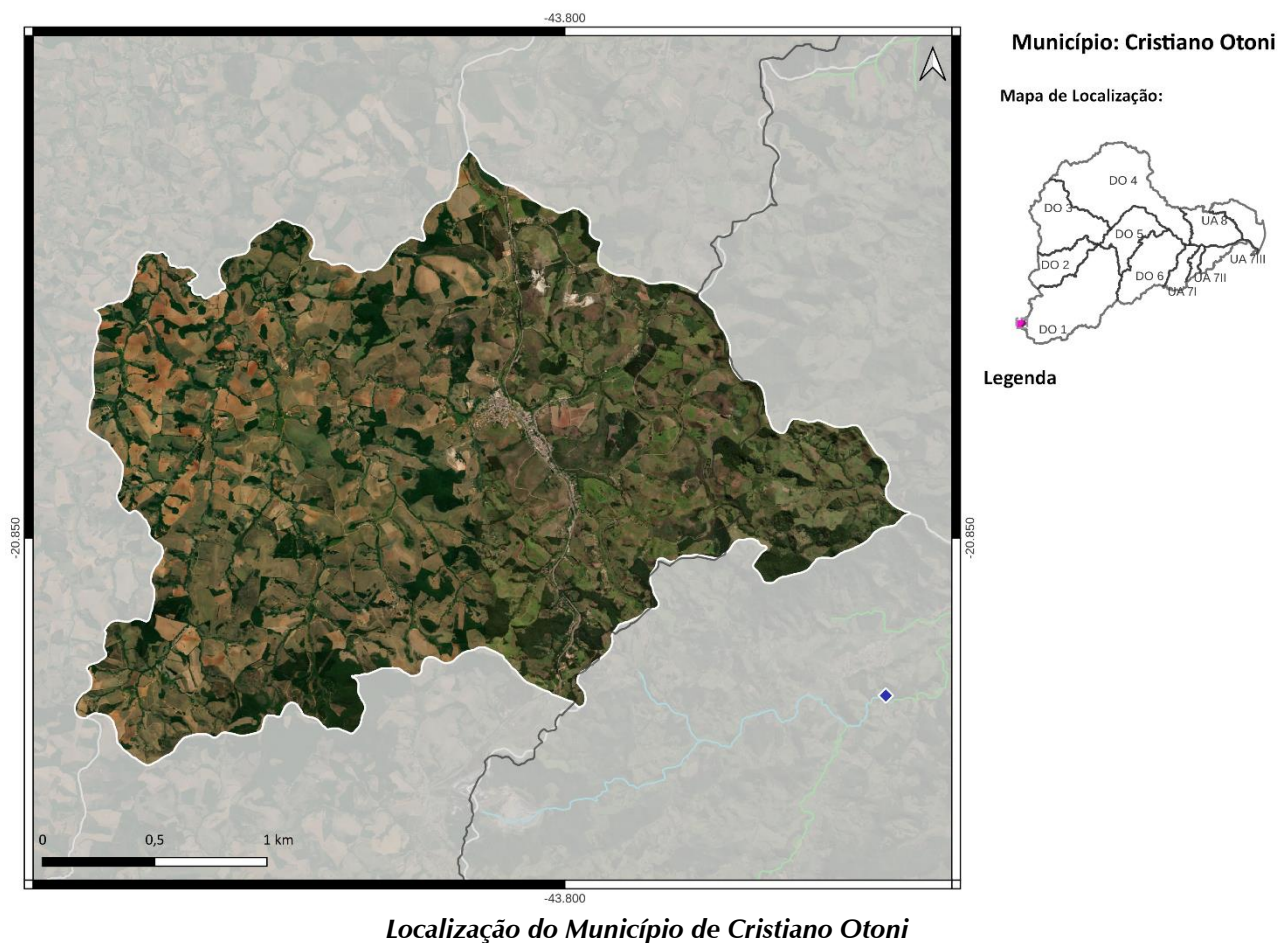 -43.800
Município: Cristiano Otoni
Mapa de Localização:
DO 4
DO 3
UA 8
DO 5
DO 2
UA 7III
DO 6
UA 7II
UA 7I
DO 1
Legenda
-20.850
-20.850
0 0,5 1 km
-43.800
Localização do Município de Cristiano Otoni